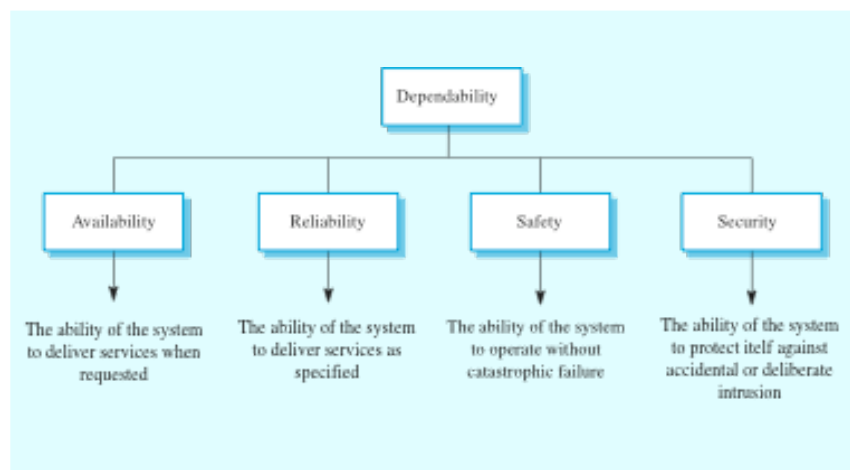 Dependability
Availability
Reliability
Safety
Security
The ability of the system
to deliver services when
requested
The ability of the system
to deliver services as
specified
The ability of the system
to operate without
catastrophic failure
The ability of the system
to protect itelf against
accidental or deliberate
intrusion